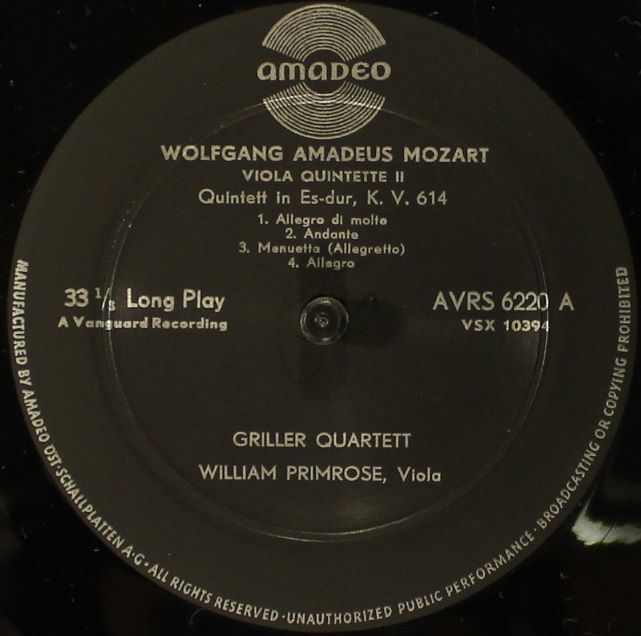 AMADEO
WOLFGANG AMADEUS MOZART
VIOLA QUINTETTE II
Quintett in Es-dur, K. V. 614
1. Allegro di molto
2. Andante
3. Menuetto (Allegretto)
4. Allegro
33 1/3 Long Play
A Vanguard Recording
AVRS 6220 A
VSX 10394
GRILLER QUARTETT
WILLIAM PRIMROSE, Viola
MANUFACTURED BY AMADEO ÖST·SCHALLPLATTEN A·G· ALL RIGHTS RESERVED · UNAUTHORIZED PUBLIC PERFORMANCE · BROADCASTING OR COPYING PROHIBITED